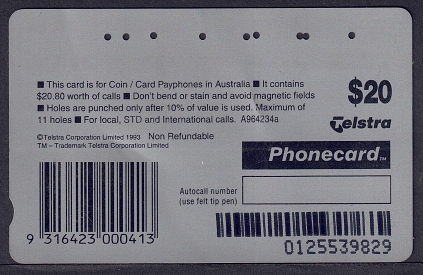 ■ This card is for Coin / Card Payphones in Australia ■ It contains
$20.80 worth of calls ■ Don't bend or stain and avoid magnetic fields
■ Holes are punched only after 10% of value is used. Maximum of
11 holes ■ For local, STD and International calls. A964234a
$20
Telstra
©Telstra Corporation Limited 1993 Non Refundable
TM – Trademark Telstra Corporation Limited
Phonecard™
Autocall number
(use felt tip pen)
9 316423 000413
0125539829